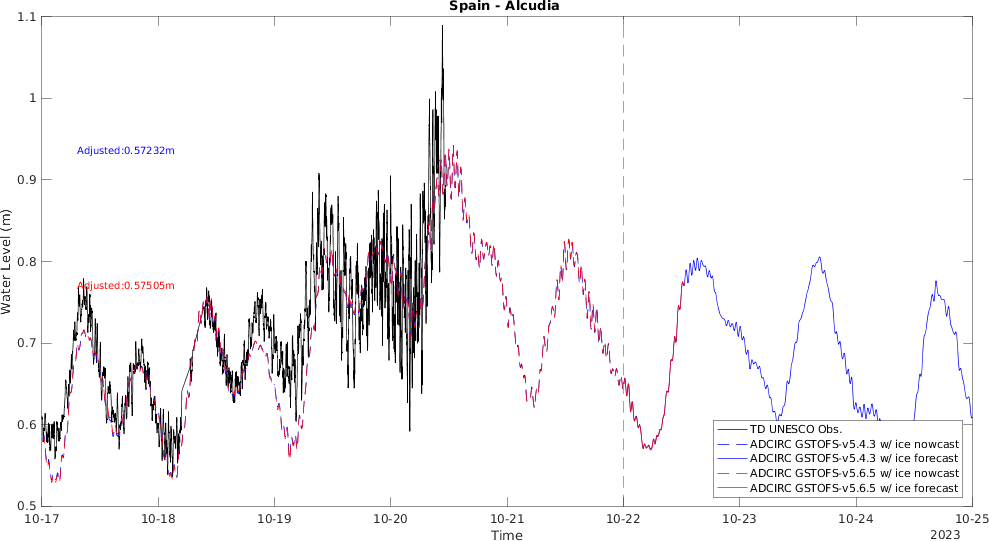 Spain - Alcudia
1.1
1
0.9
0.8
0.7
0.6
0.5
Water Level (m)
Adjusted:0.57232m
Adjusted:0.57505m
TD UNESCO Obs.
ADCIRC GSTOFS-v5.4.3 w/ ice nowcast
ADCIRC GSTOFS-v5.4.3 w/ ice forecast
ADCIRC GSTOFS-v5.6.5 w/ ice nowcast
ADCIRC GSTOFS-v5.6.5 w/ ice forecast
10-17 10-18 10-19 10-20 10-21 10-22 10-23 10-24 10-25
Time
2023